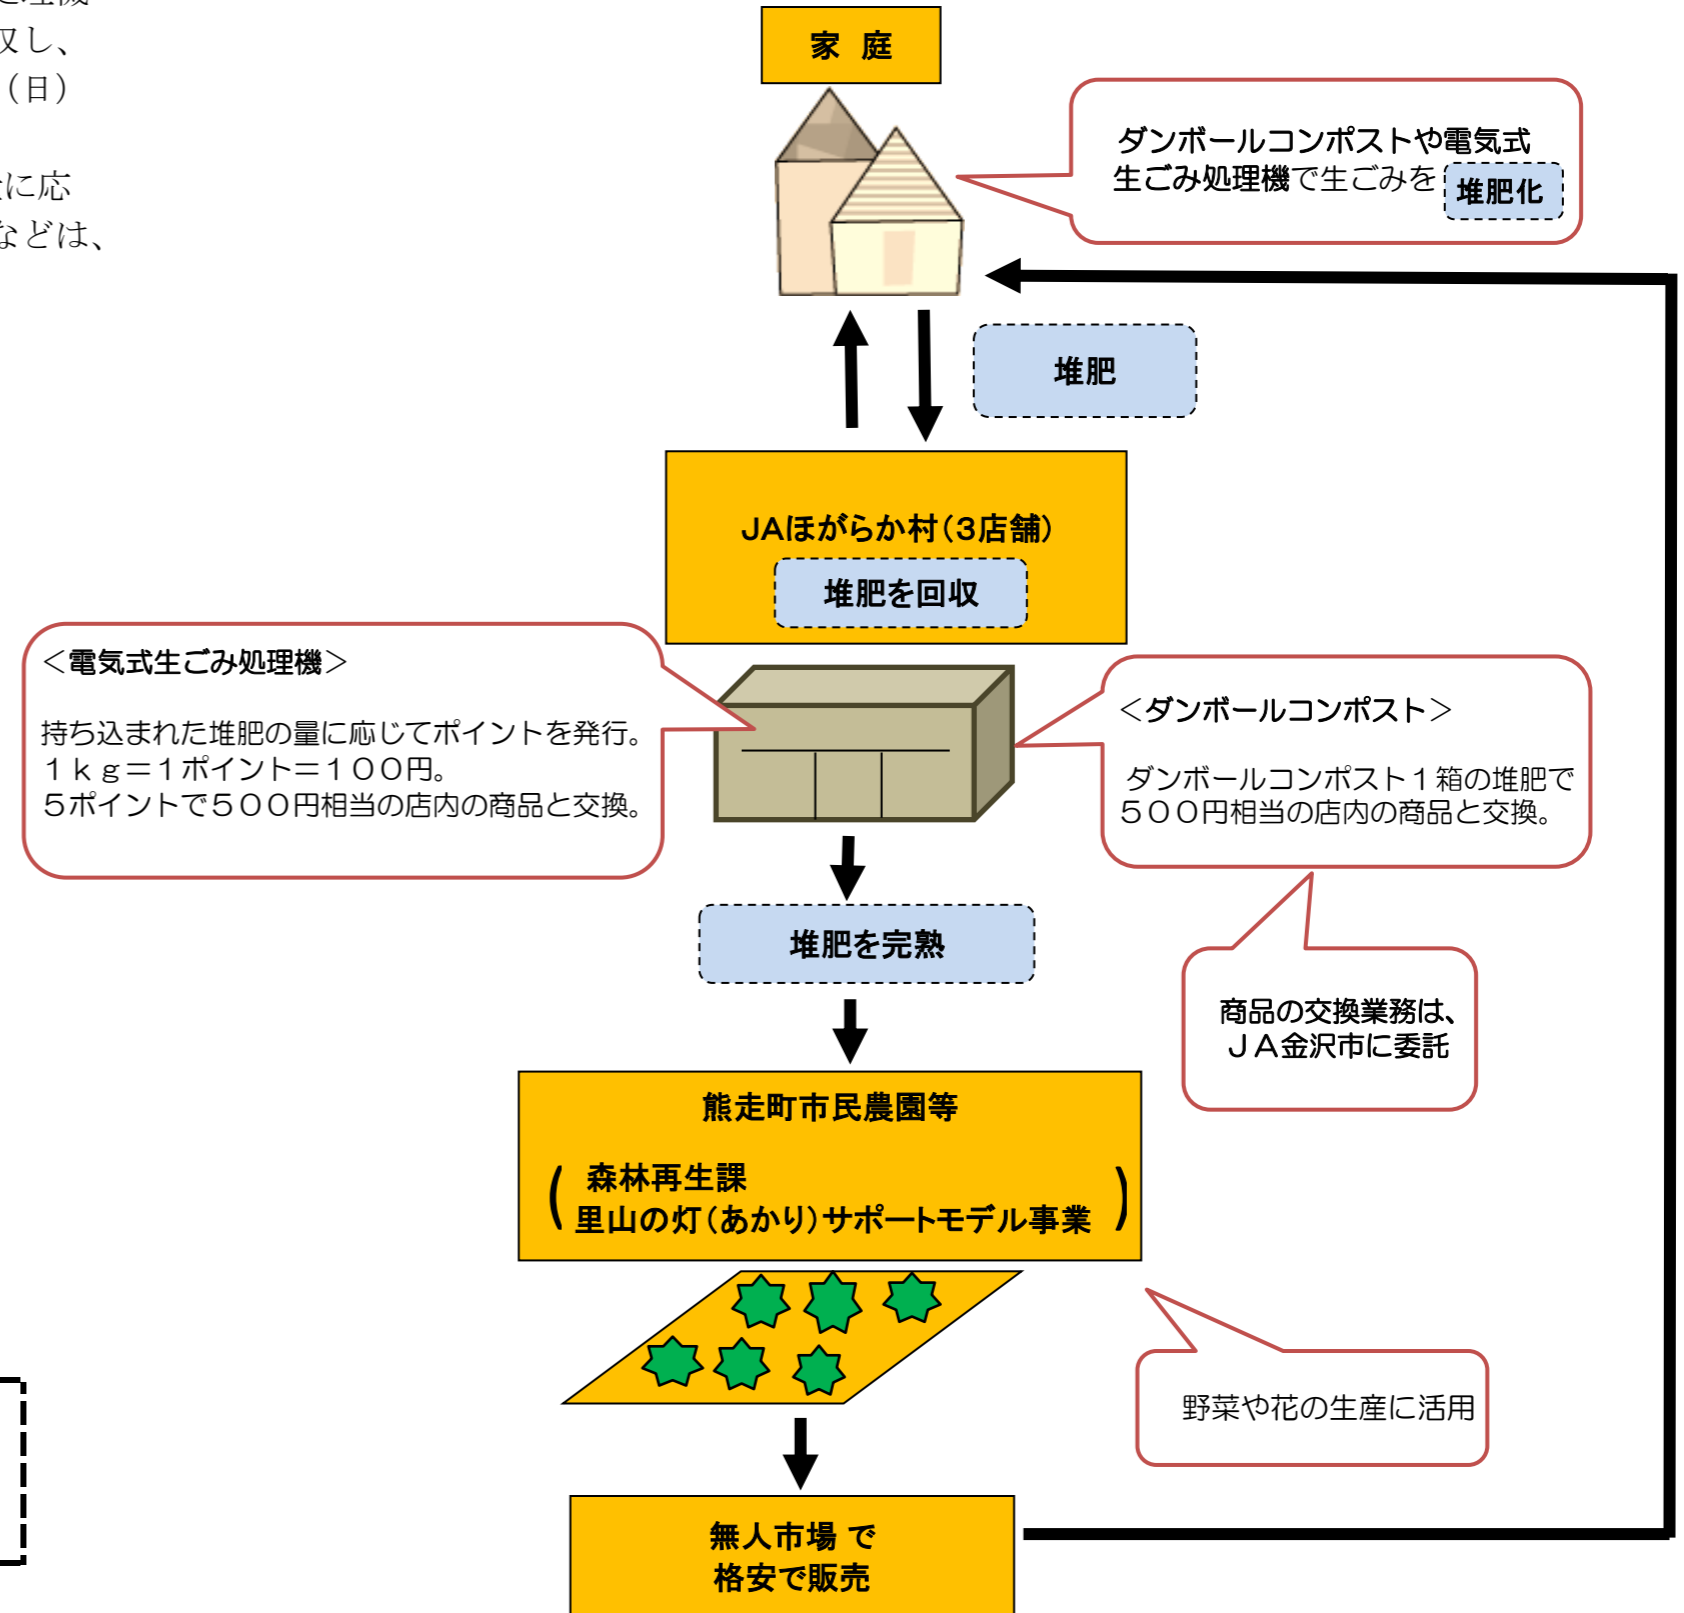 処理機
収し、
（日）
に応
などは、
家 庭
ダンボールコンポストや電気式
生ごみ処理機で生ごみを 堆肥化
堆肥
JAほがらか村（３店舗）
堆肥を回収
＜電気式生ごみ処理機＞
持ち込まれた堆肥の量に応じてポイントを発行。
１ｋｇ＝１ポイント＝１００円。
５ポイントで５００円相当の店内の商品と交換。
＜ダンボールコンポスト＞
ダンボールコンポスト１箱の堆肥で
５００円相当の店内の商品と交換。
堆肥を完熟
商品の交換業務は、
ＪＡ金沢市に委託
熊走町市民農園等
（ 森林再生課
里山の灯（あかり）サポートモデル事業 ）
野菜や花の生産に活用
無人市場 で
格安で販売